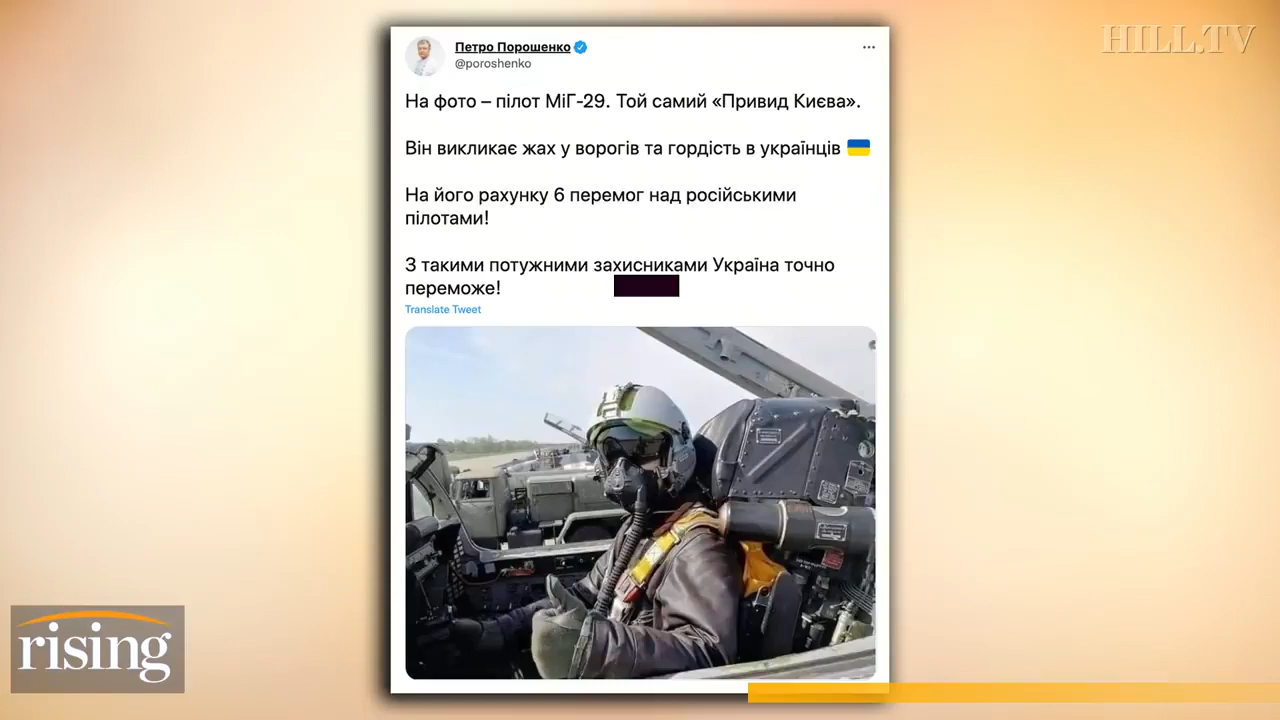 HILL.TV
Петро Порошенко
@poroshenko
На фото – пілот МіГ-29. Той самий «Привид Києва».
Він викликає жах у ворогів та гордість в українців
На його рахунку 6 перемог над російськими
пілотами!
З такими потужними захисниками Україна точно
переможе!
Translate Tweet
rising